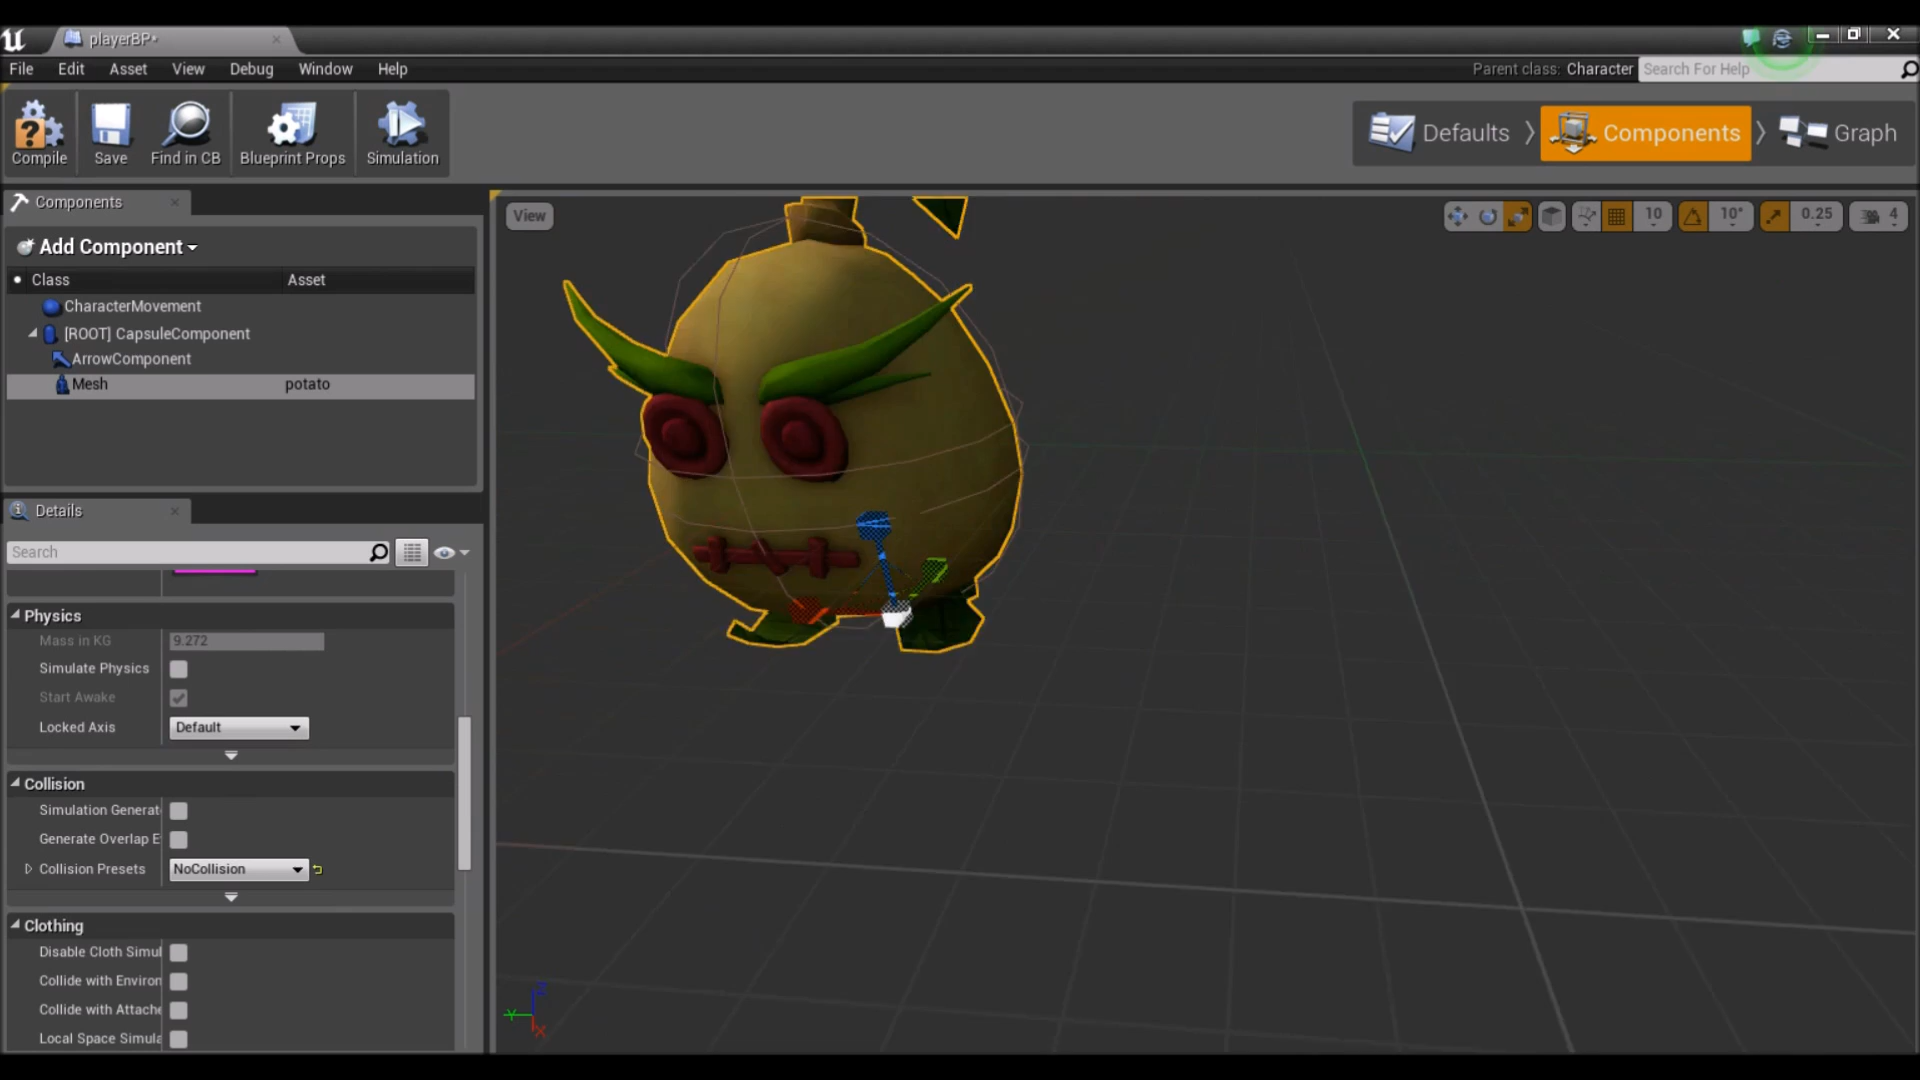 playerBP*
File Edit Asset View Debug Window Help
Parent class: Character Search For Help
Compile Save Find in CB Blueprint Props Simulation
Defaults Components Graph
Components
View
10 10° 0.25 4
Add Component
Class Asset
CharacterMovement
[ROOT] CapsuleComponent
ArrowComponent
Mesh potato
Details
Search
Physics
Mass in KG 9.272
Simulate Physics
Start Awake
Locked Axis Default
Collision
Simulation Generat
Generate Overlap E
Collision Presets NoCollision
Clothing
Disable Cloth Simul
Collide with Environ
Collide with Attache
Local Space Simula
Z
Y
X